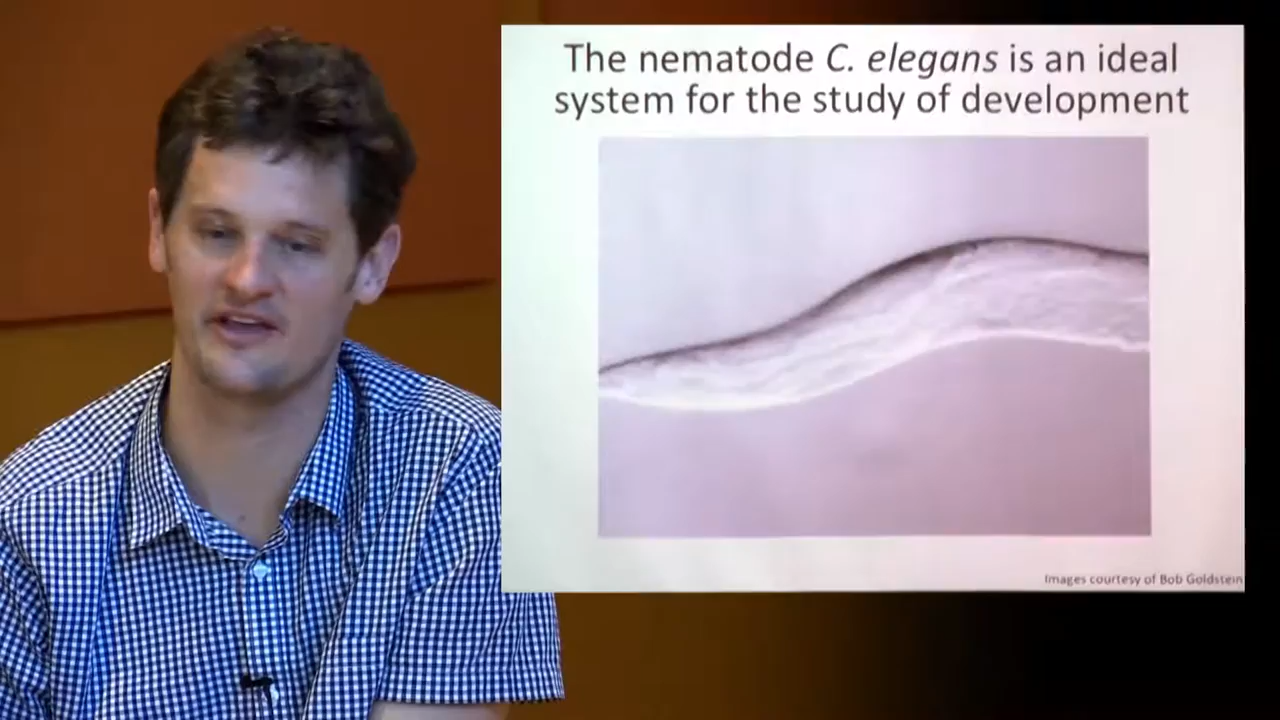 The nematode C. elegans is an ideal
system for the study of development
Images courtesy of Bob Goldstein